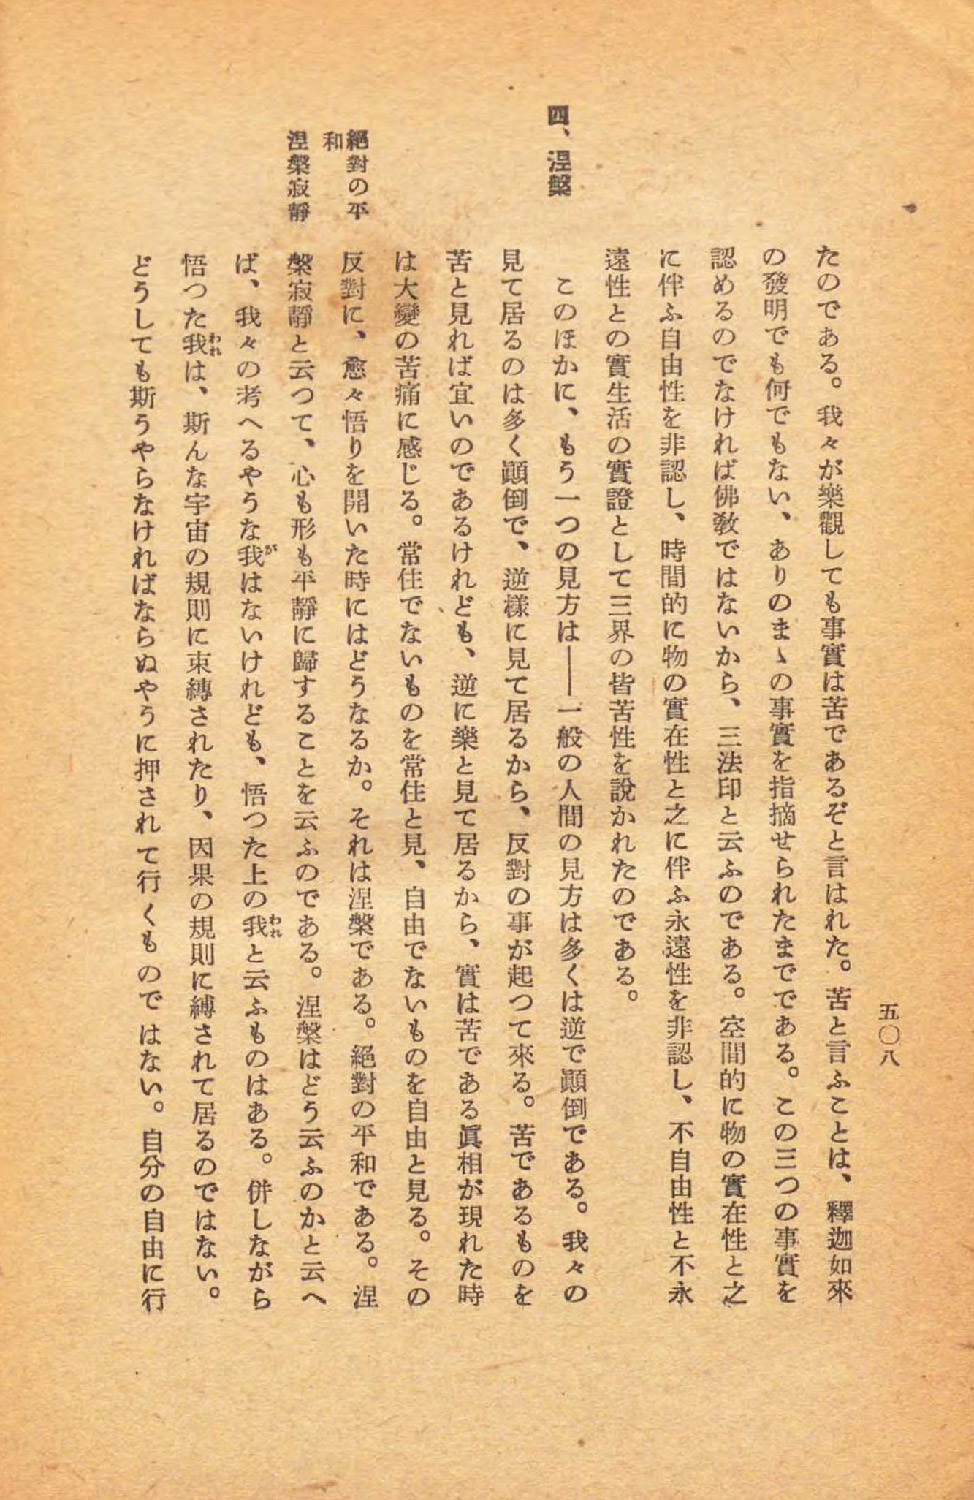 五〇八
たのである。我々が樂觀しても事實は苦であるぞと言はれた。苦と言ふことは、釋迦如來
の發明でも何でもない、ありのまゝの事實を指摘せられたまでである。この三つの事實を
認めるのでなければ佛教ではないから、三法印と云ふのである。空間的に物の實在性と之
に伴ふ自由性を非認し、時間的に物の實在性と之に伴ふ永遠性を非認し、不自由性と不永
遠性との實生活の實證として三界の皆苦性を說かれたのである。
四、涅槃
このほかに、もう一つの見方は――一般の人間の見方は多くは逆で顚倒である。我々の
見て居るのは多く顚倒で、逆樣に見て居るから、反對の事が起つて來る。苦であるものを
苦と見れば宜いのであるけれども、逆に樂と見て居るから、實は苦である眞相が現れた時
は大變の苦痛に感じる。常住でないものを常住と見、自由でないものを自由と見る。その
絕對の平
和
反對に、愈々悟りを開いた時にはどうなるか。それは涅槃である。絕對の平和である。涅
涅槃寂靜
槃寂靜と云つて、心も形も平靜に歸することを云ふのである。涅槃はどう云ふのかと云へ
ば、我々の考へるやうな我がはないけれども、悟つた上の我われと云ふものはある。併しながら
悟つた我われは、斯んな宇宙の規則に束縛されたり、因果の規則に縛されて居るのではない。
どうしても斯うやらなければならぬやうに押されて行くものではない。自分の自由に行